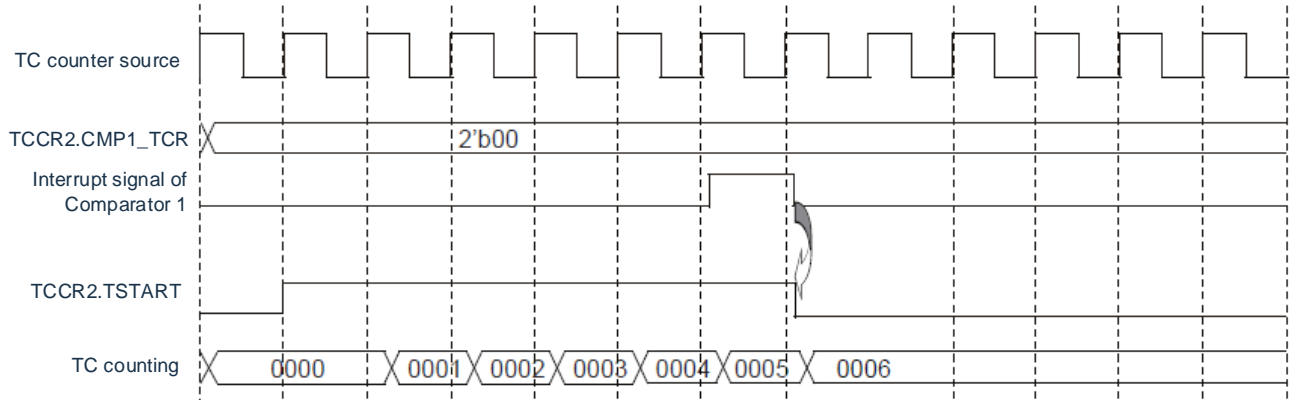 TC counter source
TCCR2.CMP1_TCR
2'b00
Interrupt signal of
Comparator 1
TCCR2.TSTART
TC counting
0000
0001
0002
0003
0004
0005
0006